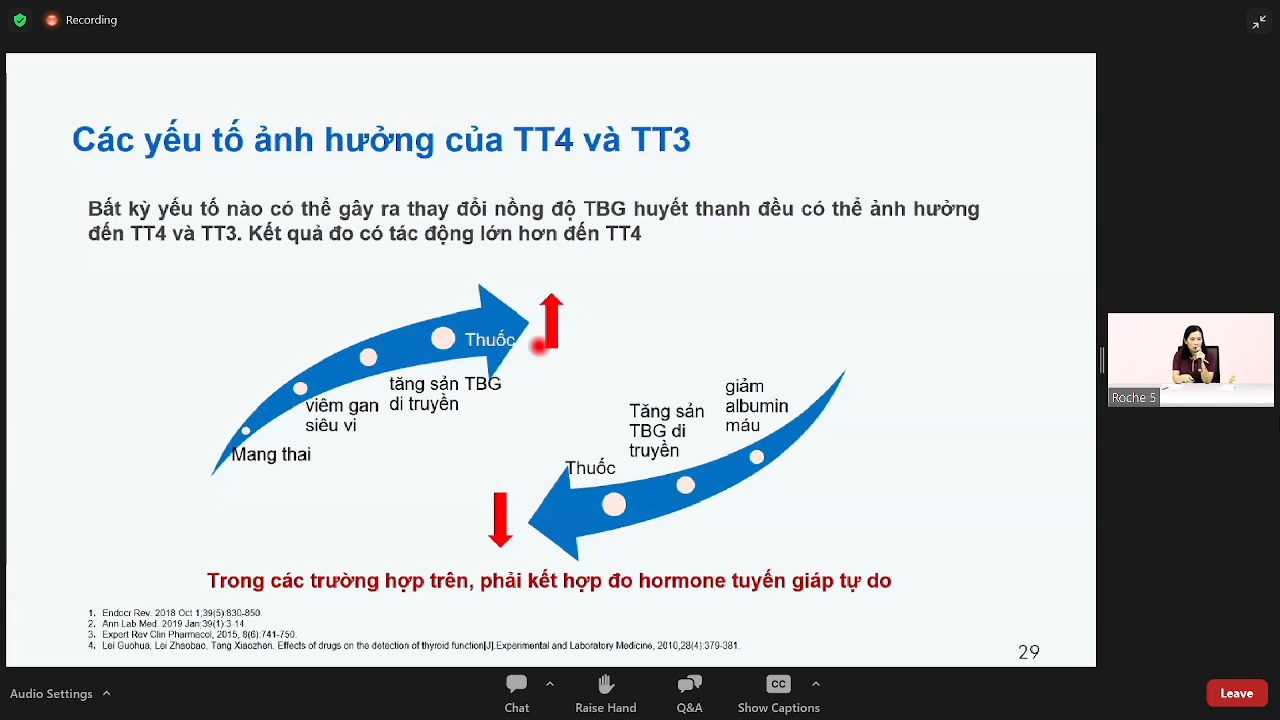 Recording
Các yếu tố ảnh hưởng của TT4 và TT3
Bất kỳ yếu tố nào có thể gây ra thay đổi nồng độ TBG huyết thanh đều có thể ảnh hưởng
đến TT4 và TT3. Kết quả đo có tác động lớn hơn đến TT4
Thuốc
tăng sản TBG
di truyền
viêm gan
siêu vi
Mang thai
giảm
albumin
máu
Tăng sản
TBG di
truyền
Thuốc
Trong các trường hợp trên, phải kết hợp đo hormone tuyến giáp tự do
1. Endocr Rev. 2018 Oct 1;39(5):830-850.
2. Ann Lab Med. 2019 Jan;39(1):3-14.
3. Expert Rev Clin Pharmacol, 2015, 8(6):741-750.
4. Lei Guohua, Lei Zhaobao, Tang Xiaozhen. Effects of drugs on the detection of thyroid function[J].Experimental and Laboratory Medicine, 2010,28(4):379-381.
29
Roche 5
Audio Settings
Chat
Raise Hand
Q&A
CC
Show Captions
Leave